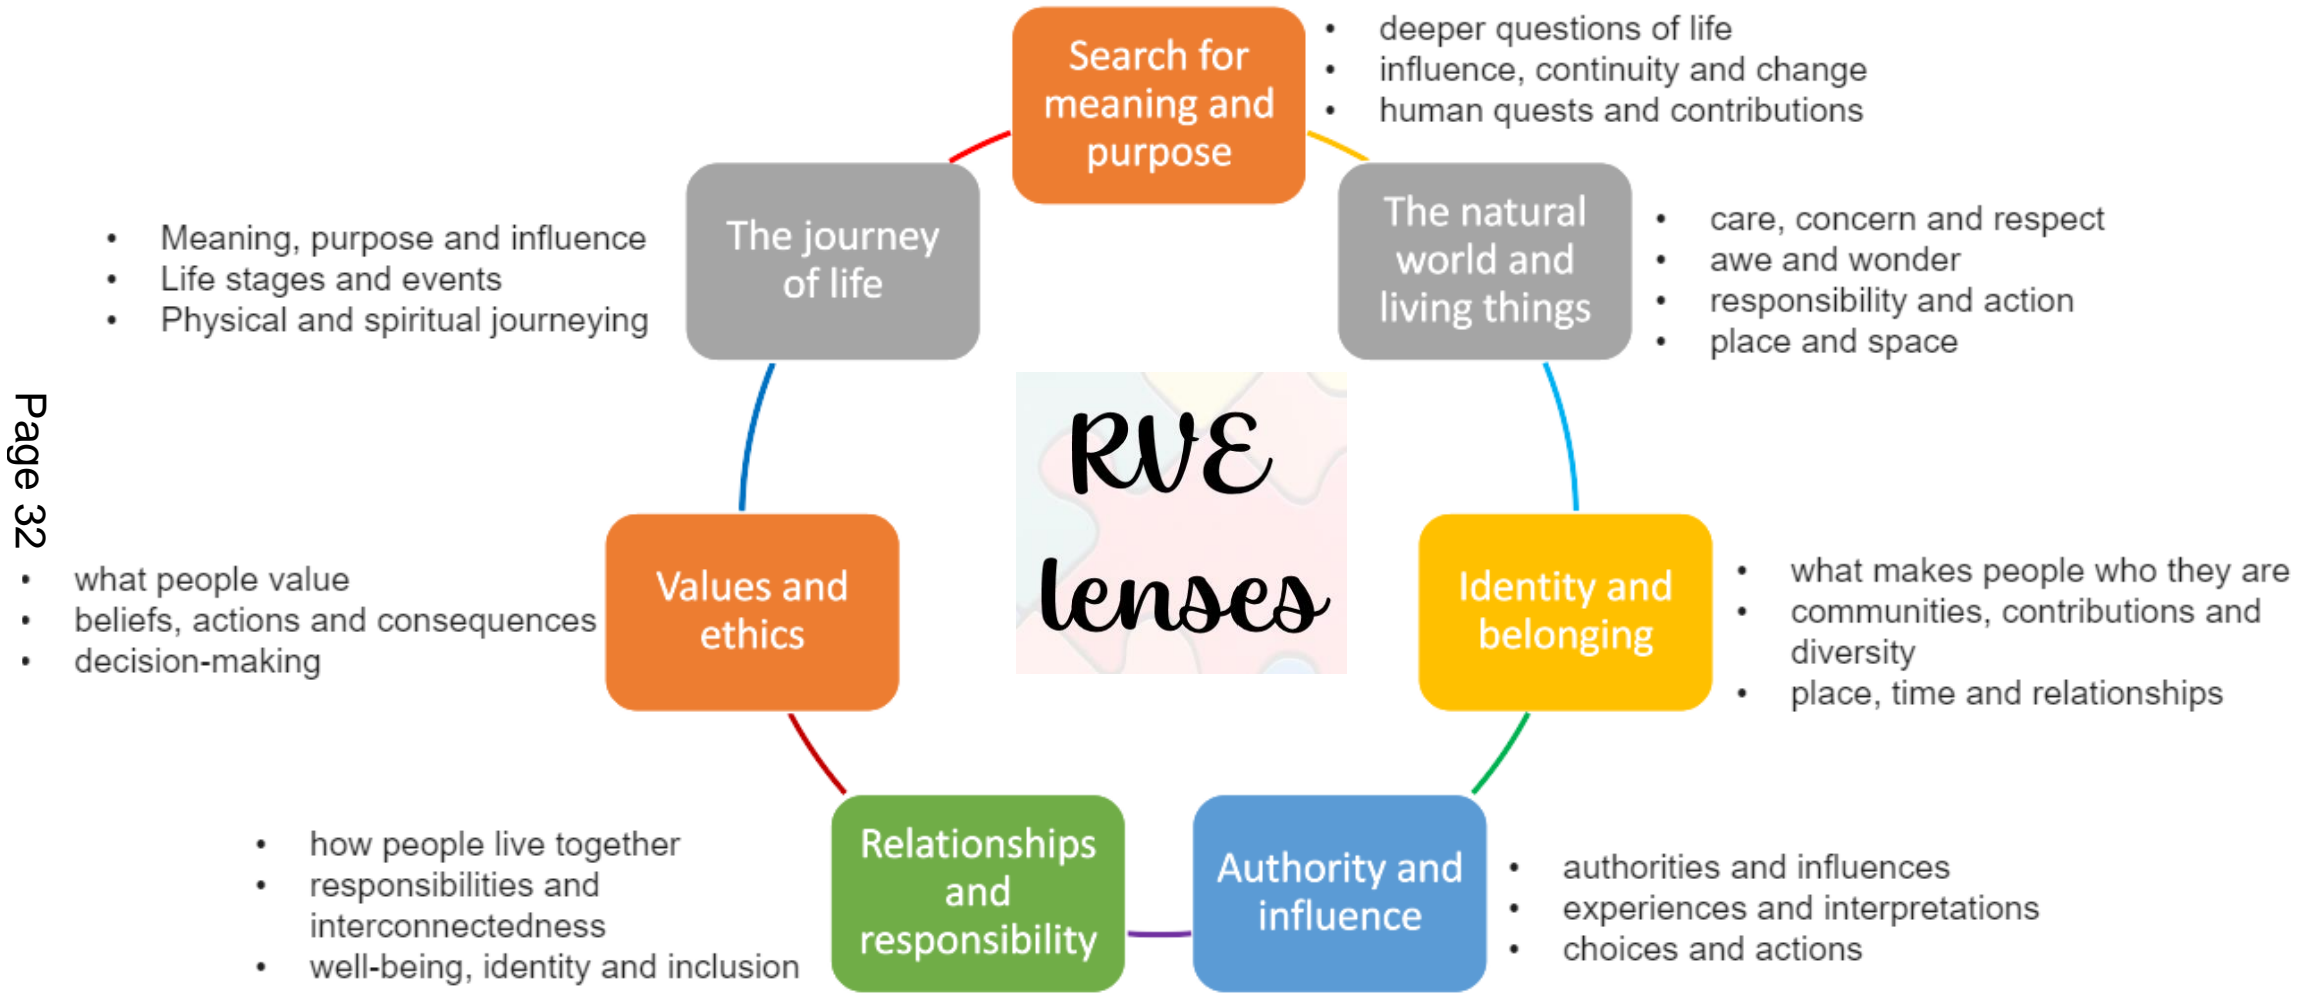 Search for
meaning and
purpose
• deeper questions of life
• influence, continuity and change
• human quests and contributions
The natural
world and
living things
• care, concern and respect
• awe and wonder
• responsibility and action
• place and space
Identity and
belonging
• what makes people who they are
• communities, contributions and
diversity
• place, time and relationships
Authority and
influence
• authorities and influences
• experiences and interpretations
• choices and actions
Relationships
and
responsibility
• how people live together
• responsibilities and
interconnectedness
• well-being, identity and inclusion
Values and
ethics
• what people value
• beliefs, actions and consequences
• decision-making
The journey
of life
• Meaning, purpose and influence
• Life stages and events
• Physical and spiritual journeying
RVE
lenses
Page 32